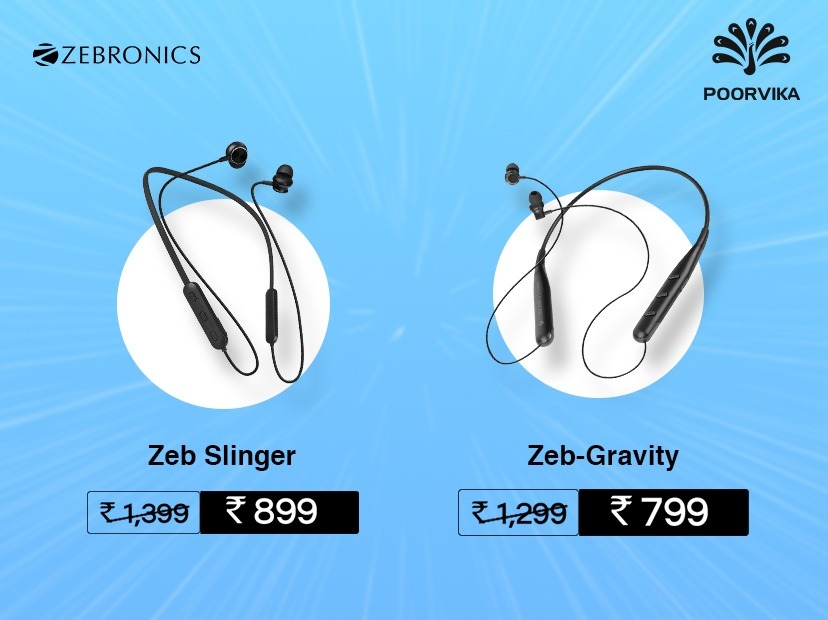 ZEBRONICS
POORVIKA
Zeb Slinger
₹ 1,399 ₹ 899
Zeb-Gravity
₹ 1,299 ₹ 799